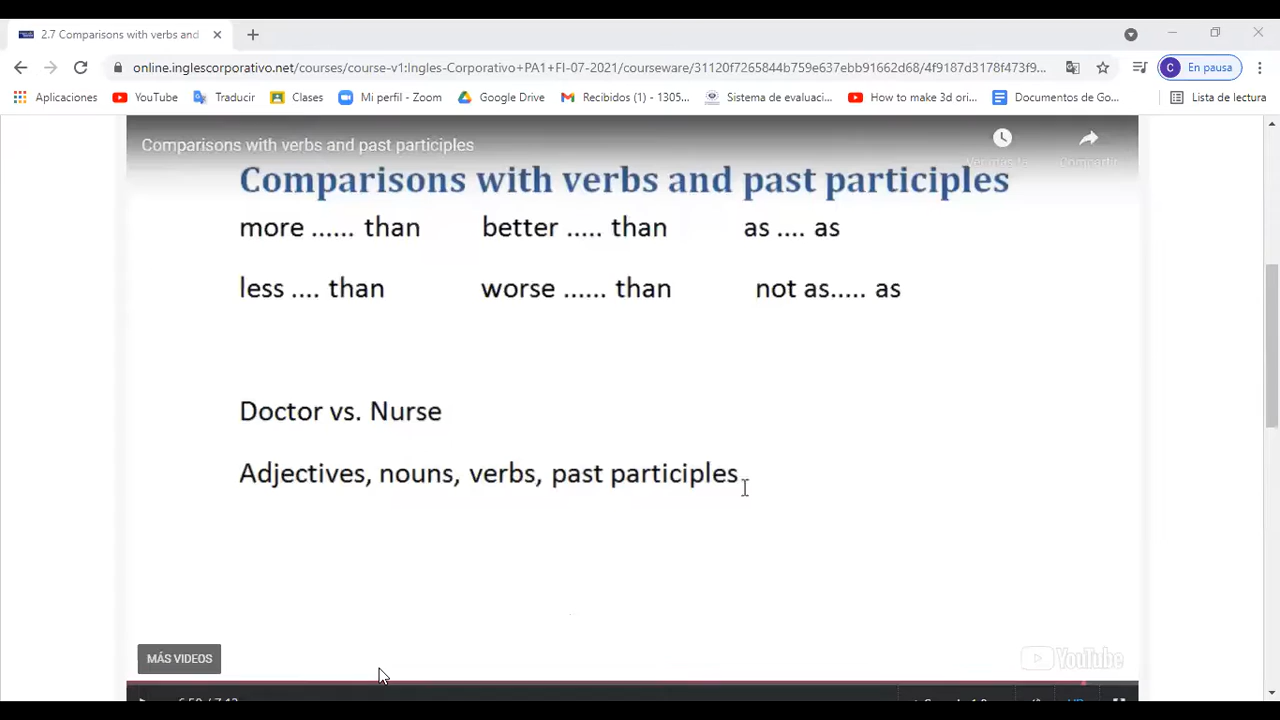 2.7 Comparisons with verbs and
online.inglescorporativo.net/courses/course-v1:Ingles-Corporativo+PA1+FI-07-2021/courseware/31120f7265844b759e637ebb91662d68/4f9187d3178f473f9...
C En pausa
Aplicaciones YouTube Traducir Clases Mi perfil - Zoom Google Drive Recibidos (1) - 1305... Sistema de evaluaci... How to make 3d ori... Documentos de Go... Lista de lectura
Comparisons with verbs and past participles
Compartir
Comparisons with verbs and past participles
more ...... than better ..... than as .... as
less .... than worse ...... than not as..... as
Doctor vs. Nurse
Adjectives, nouns, verbs, past participles
MÁS VIDEOS YouTube